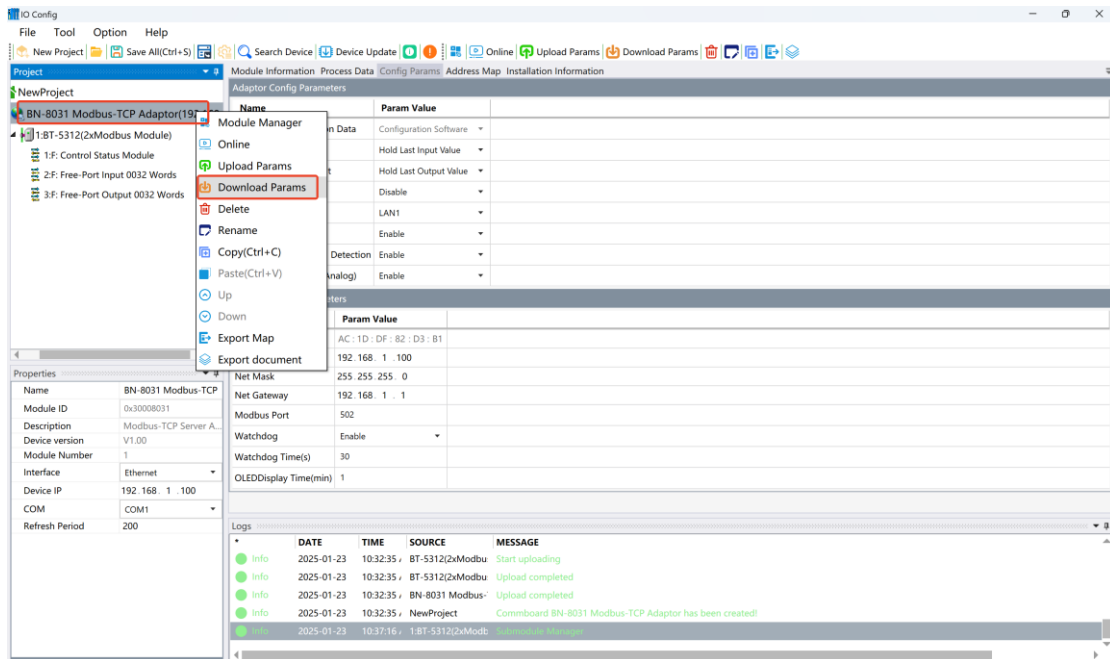 IO Config
File Tool Option Help
New Project Save All(Ctrl+S) Search Device Device Update Online Upload Params Download Params
Project
Module Information Process Data Config Params Address Map Installation Information
NewProject
Adaptor Config Parameters
BN-8031 Modbus-TCP Adaptor(192
Name Param Value
1:BT-5312(2xModbus Module)
1:F: Control Status Module
2:F: Free-Port Input 0032 Words
3:F: Free-Port Output 0032 Words
Module Manager
Online
Upload Params
Download Params
Delete
Rename
Copy(Ctrl+C)
Paste(Ctrl+V)
Up
Down
Export Map
Export document
n Data Configuration Software
Hold Last Input Value
t Hold Last Output Value
Disable
LAN1
Enable
Detection Enable
Analog) Enable
eters
Param Value
AC : 1D : DF : 82 : D3 : B1
192.168. 1 .100
Net Mask 255.255.255. 0
Net Gateway 192.168. 1 . 1
Modbus Port 502
Watchdog Enable
Watchdog Time(s) 30
OLEDDisplay Time(min) 1
Properties
Name BN-8031 Modbus-TCP
Module ID 0x30008031
Description Modbus-TCP Server A...
Device version V1.00
Module Number 1
Interface Ethernet
Device IP 192.168. 1 .100
COM COM1
Refresh Period 200
Logs
* DATE TIME SOURCE MESSAGE
Info 2025-01-23 10:32:35 BT-5312(2xModbu Start uploading
Info 2025-01-23 10:32:35 BT-5312(2xModbu Upload completed
Info 2025-01-23 10:32:35 BN-8031 Modbus- Upload completed
Info 2025-01-23 10:32:35 NewProject Commboard BN-8031 Modbus-TCP Adaptor has been created!
Info 2025-01-23 10:37:16 1:BT-5312(2xModb Submodule Manager